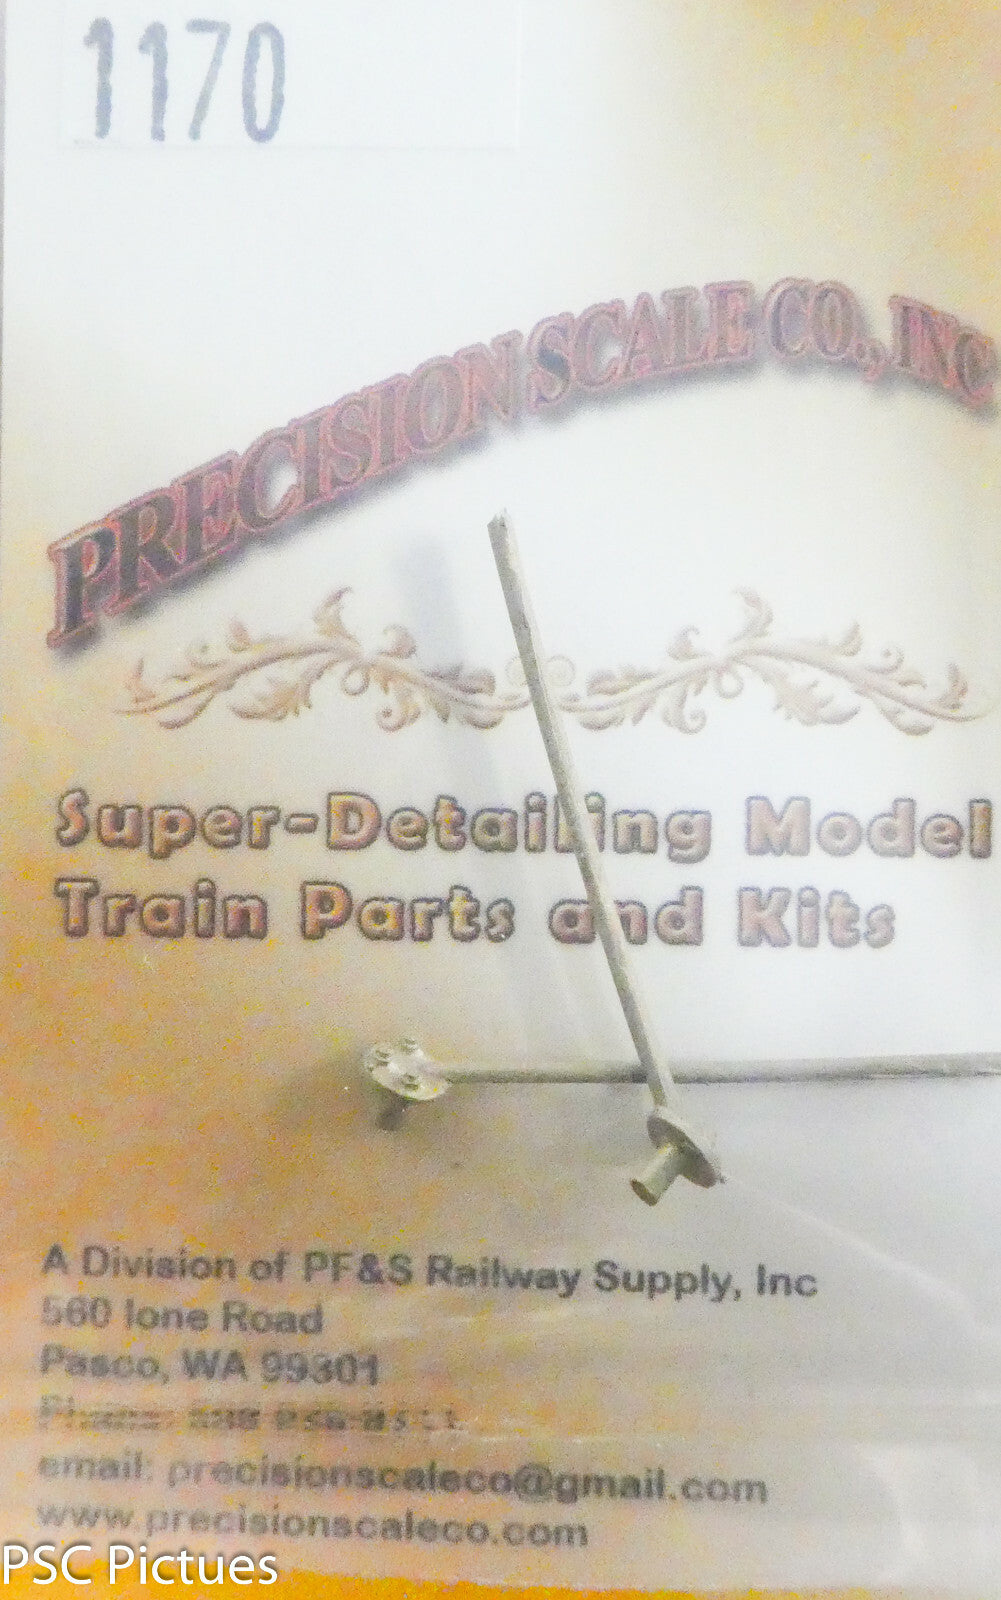 1170
PRECISION SCALE CO., INC
Super-Detailing Model
Train Parts and Kits
A Division of PF&S Railway Supply, Inc
560 Ione Road
Pasco, WA 99301
Phone:
email: precisionscaleco@gmail.com
www.precisionscaleco.com
PSC Pictues